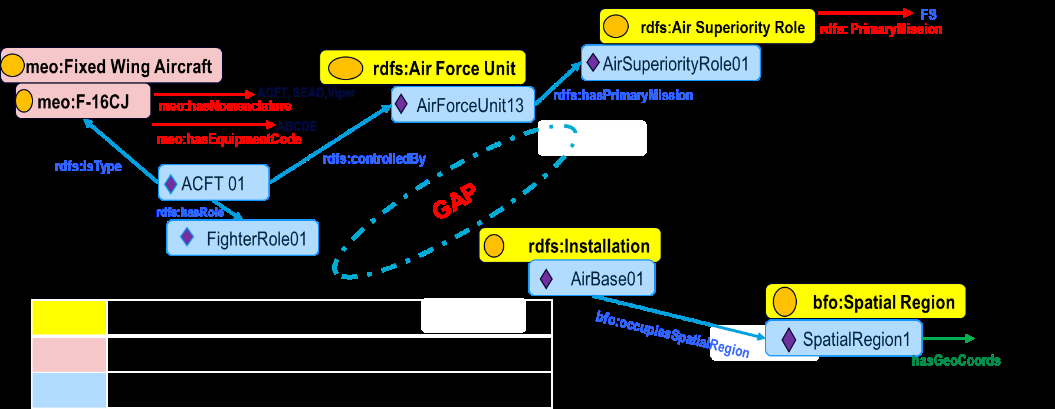 rdfs:Air Superiority Role
FS
rdfs: PrimaryMission
meo:Fixed Wing Aircraft
rdfs:Air Force Unit
AirSuperiorityRole01
meo:F-16CJ
ACFT,SEAD,Viper
meo:hasNomenclature
AirForceUnit13
rdfs:hasPrimaryMission
ABCDE
meo:hasEquipmentCode
rdfs:isType
rdfs:controlledBy
ACFT 01
GAP
rdfs:hasRole
FighterRole01
rdfs:Installation
AirBase01
bfo:Spatial Region
bfo:occupiesSpatialRegion
SpatialRegion1
hasGeoCoords